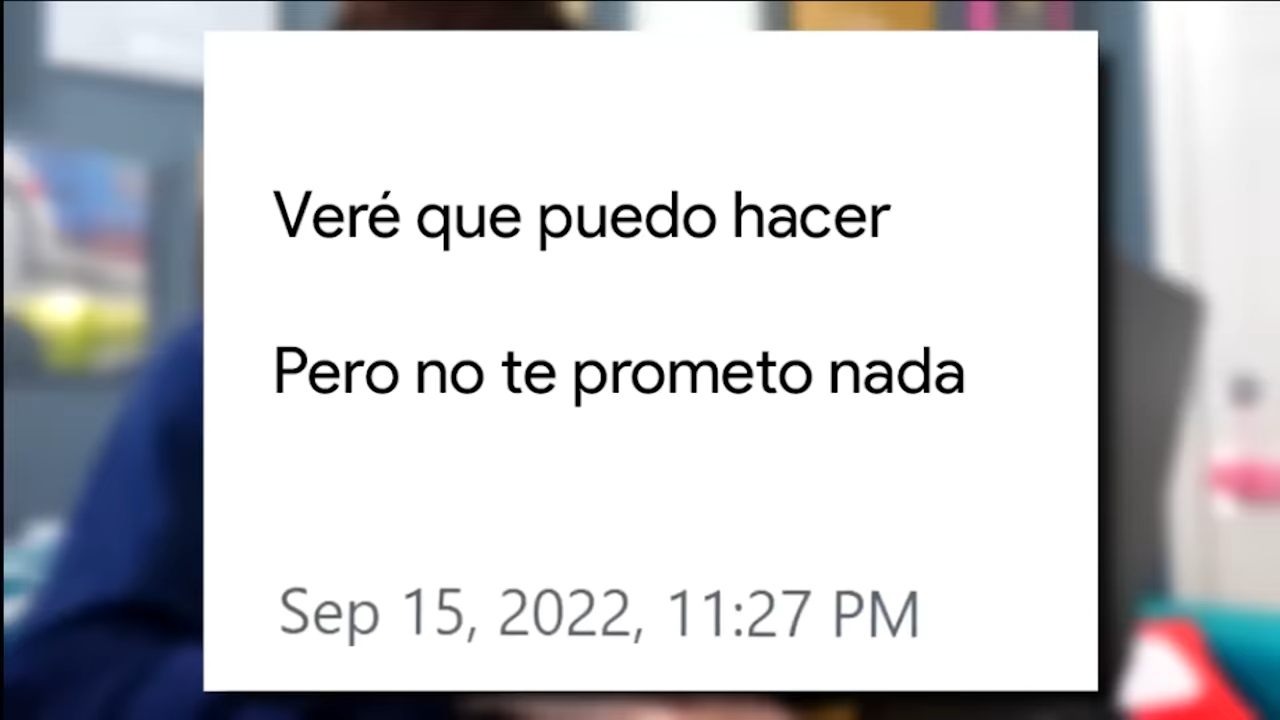 Veré que puedo hacer
Pero no te prometo nada
Sep 15, 2022, 11:27 PM